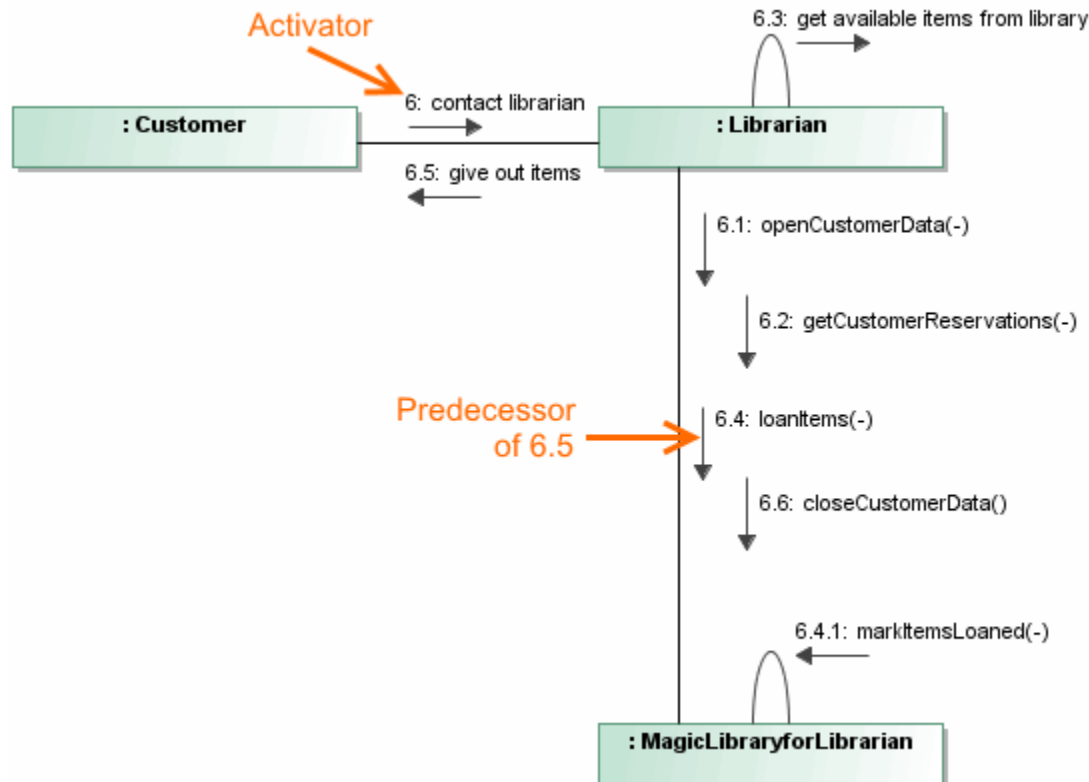 6.3: get available items from library
Activator
6: contact librarian
: Customer
: Librarian
6.5: give out items
6.1: openCustomerData(-)
6.2: getCustomerReservations(-)
Predecessor
of 6.5
6.4: loanItems(-)
6.6: closeCustomerData()
6.4.1: markItemsLoaned(-)
: MagicLibraryforLibrarian